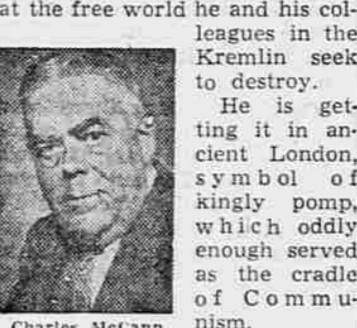 at the free world he and his col-
leagues in the
Kremlin seek
to destroy.
He is get-
ting it in an-
cient London,
symbol of
kingly pomp,
which oddly
enough served
as the cradle
of Commu-
nism.
Charles McCann